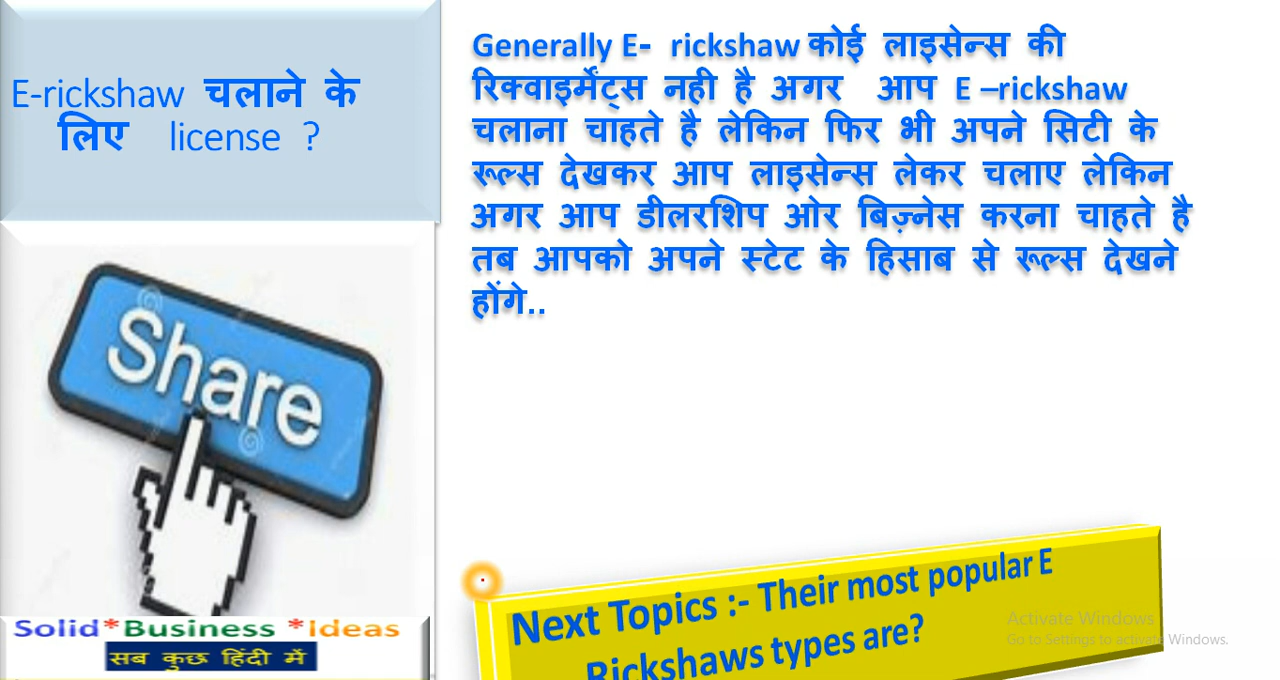 E-rickshaw चलाने के
लिए license ?
Generally E- rickshaw कोई लाइसेन्स की
रिक्वाइर्मेंट्स नही है अगर आप E –rickshaw
चलाना चाहते है लेकिन फिर भी अपने सिटी के
रूल्स देखकर आप लाइसेन्स लेकर चलाए लेकिन
अगर आप डीलरशिप ओर बिज़्नेस करना चाहते है
तब आपको अपने स्टेट के हिसाब से रूल्स देखने
होंगे..
Share
Solid*Business *Ideas
सब कुछ हिंदी में
Next Topics :- Their most popular E
Rickshaws types are?
Activate Windows
Go to Settings to activate Windows.